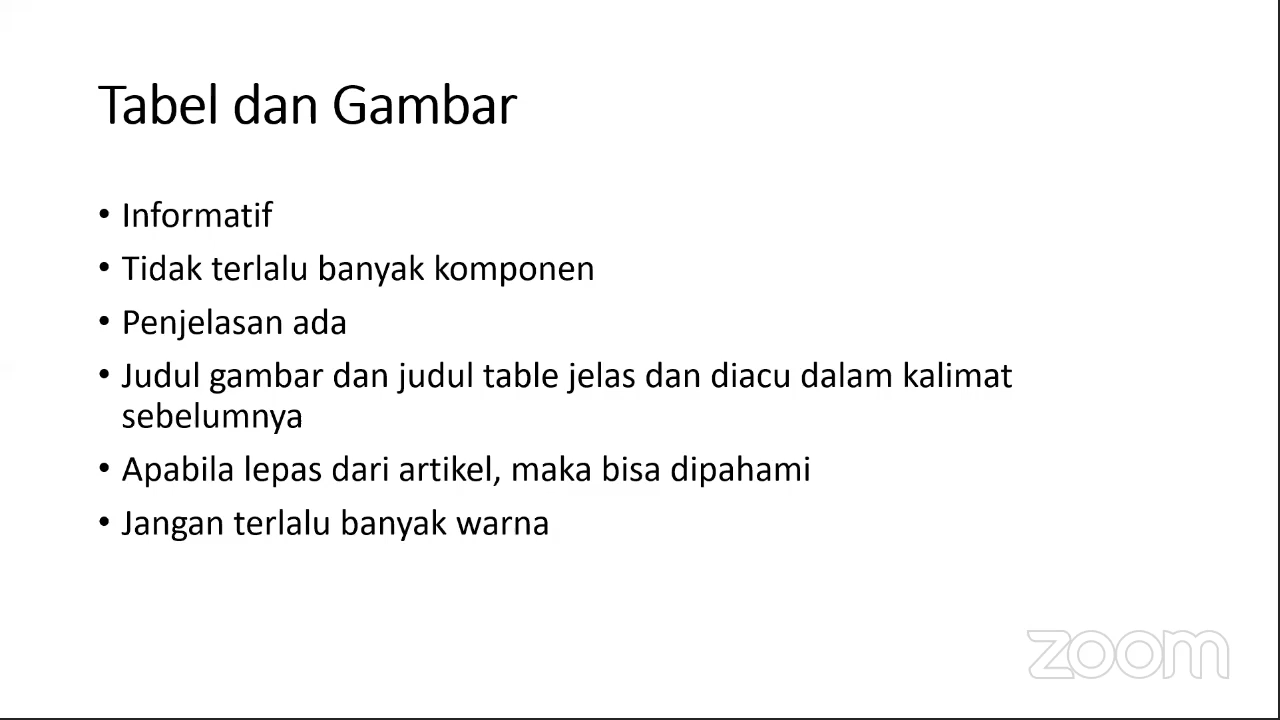 Tabel dan Gambar
• Informatif
• Tidak terlalu banyak komponen
• Penjelasan ada
• Judul gambar dan judul table jelas dan diacu dalam kalimat
sebelumnya
• Apabila lepas dari artikel, maka bisa dipahami
• Jangan terlalu banyak warna
zoom